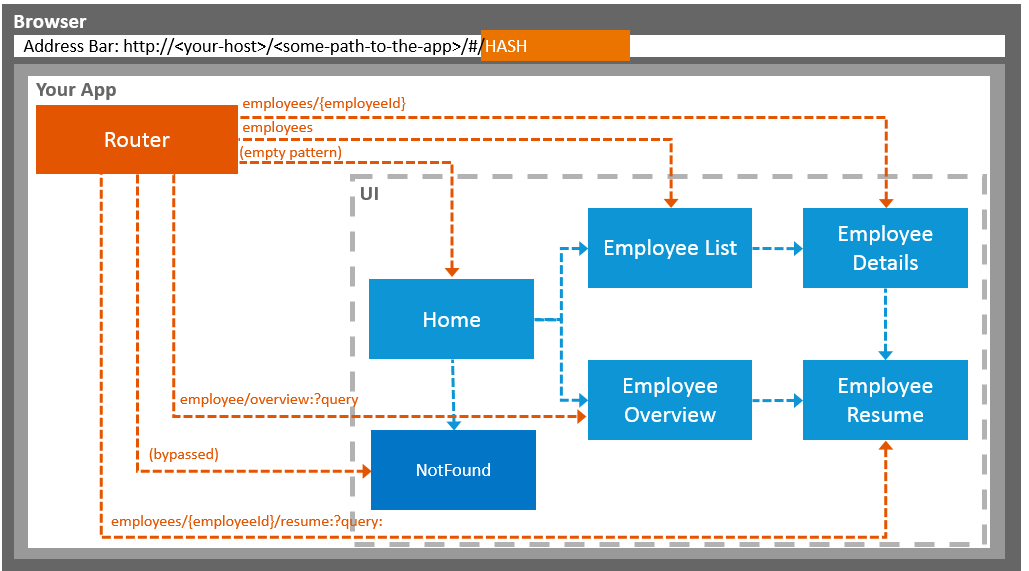 Browser
Address Bar: http://<your-host>/<some-path-to-the-app>/#/HASH
Your App
employees/{employeeId}
Router
employees
(empty pattern)
UI
Employee List
Employee
Details
Home
Employee
Overview
Employee
Resume
employee/overview:?query
(bypassed)
NotFound
employees/{employeeId}/resume:?query: